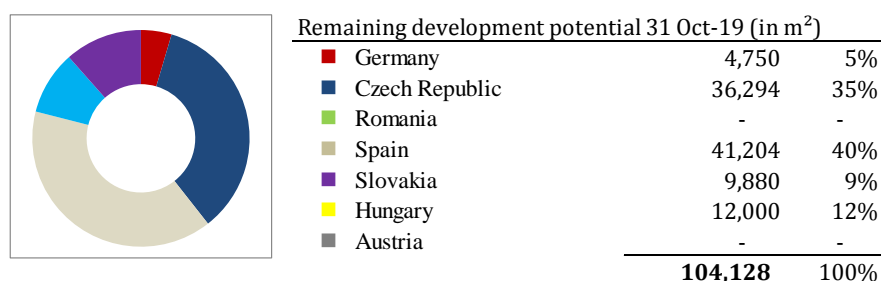 Remaining development potential 31 Oct-19 (in m²)
Germany 4,750 5%
Czech Republic 36,294 35%
Romania - -
Spain 41,204 40%
Slovakia 9,880 9%
Hungary 12,000 12%
Austria - -
104,128 100%